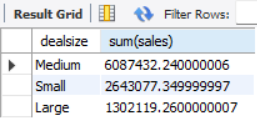 Result Grid Filter Rows:
dealsize sum(sales)
Medium 6087432.240000006
Small 2643077.349999997
Large 1302119.2600000007